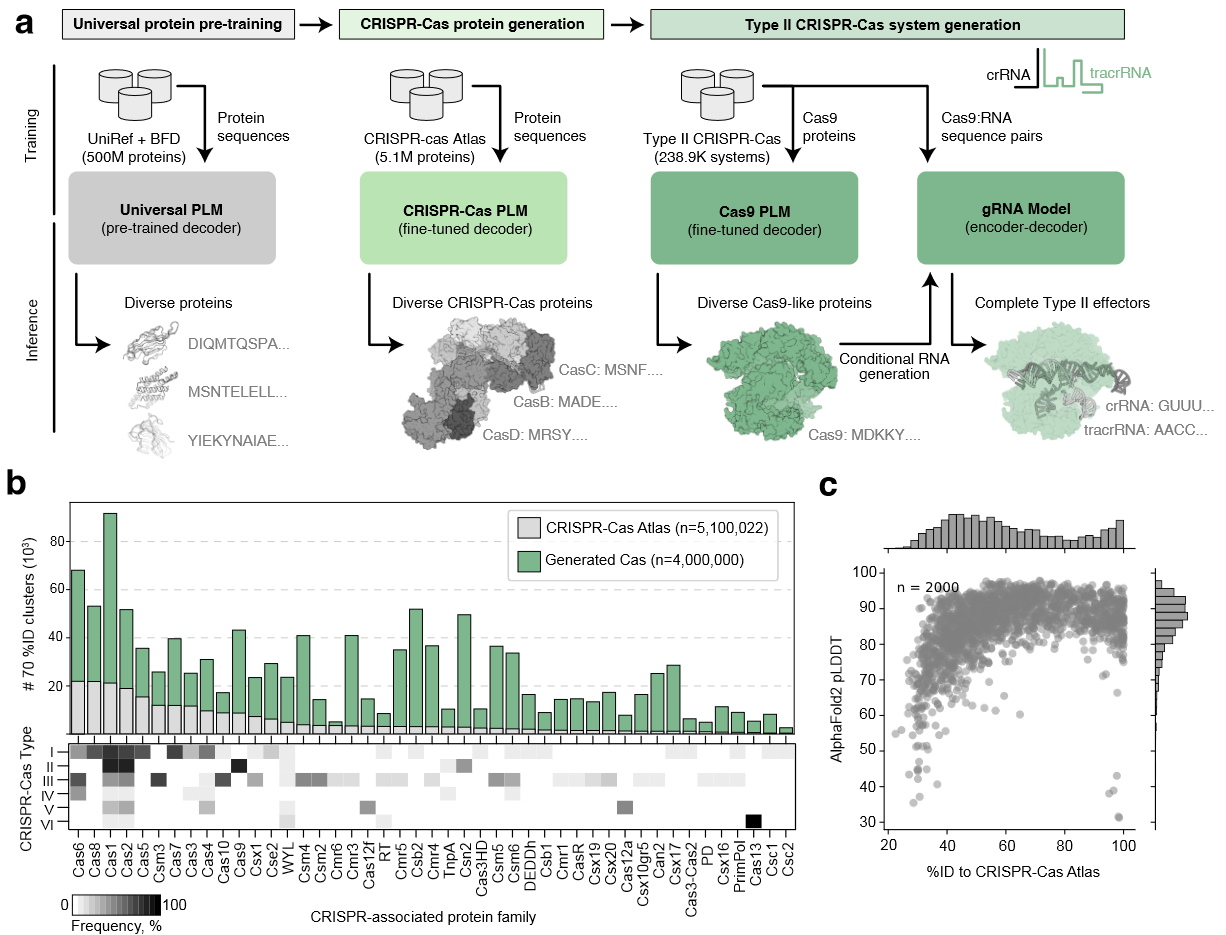 a
Universal protein pre-training
CRISPR-Cas protein generation
Type II CRISPR-Cas system generation
crRNA
tracrRNA
Training
UniRef + BFD
(500M proteins)
Protein
sequences
CRISPR-cas Atlas
(5.1M proteins)
Protein
sequences
Type II CRISPR-Cas
(238.9K systems)
Cas9
proteins
Cas9:RNA
sequence pairs
Universal PLM
(pre-trained decoder)
CRISPR-Cas PLM
(fine-tuned decoder)
Cas9 PLM
(fine-tuned decoder)
gRNA Model
(encoder-decoder)
Inference
Diverse proteins
DIQMTQSPA...
MSNTELELL...
YIEKYNAIAE...
Diverse CRISPR-Cas proteins
CasC: MSNF....
CasB: MADE....
CasD: MRSY....
Diverse Cas9-like proteins
Cas9: MDKKY....
Conditional RNA
generation
Complete Type II effectors
crRNA: GUUU...
tracrRNA: AACC...
b
# 70 %ID clusters (10³)
80
60
40
20
CRISPR-Cas Atlas (n=5,100,022)
Generated Cas (n=4,000,000)
CRISPR-Cas Type
I
II
III
IV
V
VI
Cas6
Cas8
Cas1
Cas2
Cas5
Csm3
Cas7
Cas3
Cas4
Cas10
Cas9
Csx1
Cse2
WYL
Csm4
Csm2
Cmr6
Cmr3
Cas12f
RT
Cmr5
Csb2
Cmr4
TnpA
Csn2
Cas3HD
Csm5
Csm6
DEDDh
Csb1
Cmr1
CasR
Csx19
Csx20
Cas12a
Csx10gr5
Can2
Csx17
Cas3-Cas2
PD
Csx16
PrimPol
Cas13
Csc1
Csc2
0
100
Frequency, %
CRISPR-associated protein family
c
n = 2000
AlphaFold2 pLDDT
100
90
80
70
60
50
40
30
20
40
60
80
100
%ID to CRISPR-Cas Atlas